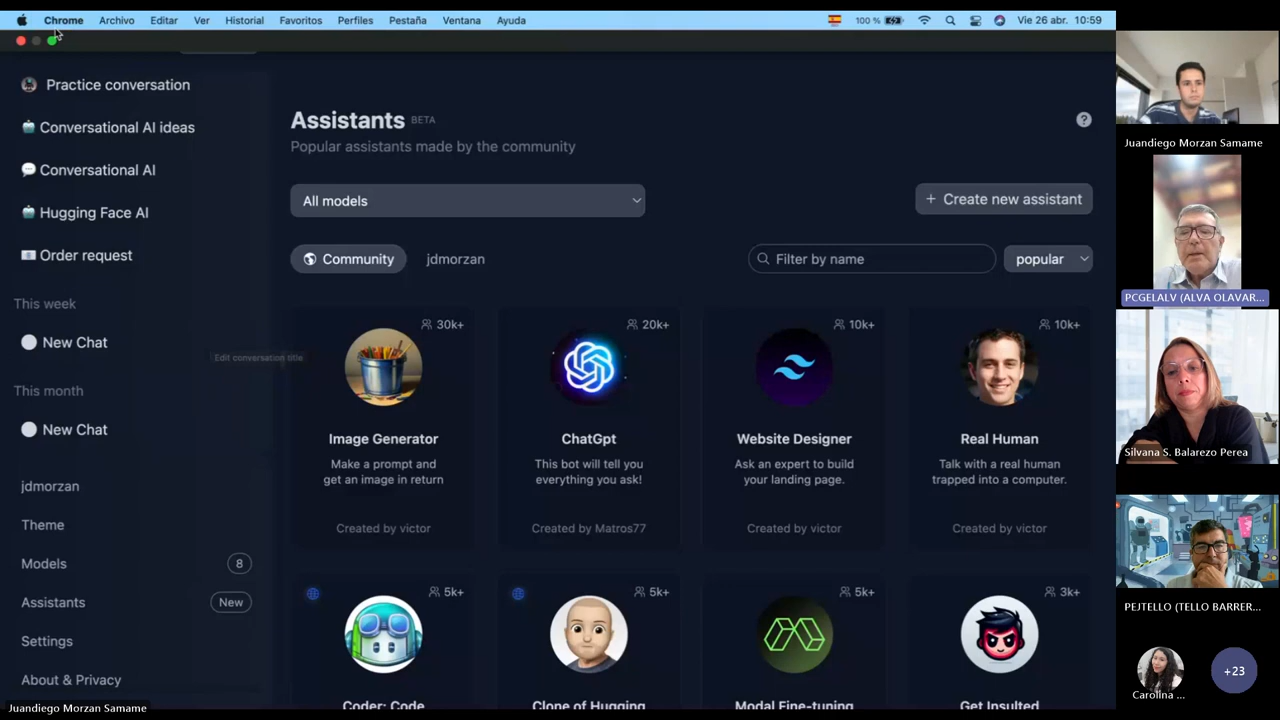 Chrome Archivo Editar Ver Historial Favoritos Perfiles Pestaña Ventana Ayuda 100 % Vie 26 abr. 10:59
Practice conversation
Conversational AI ideas
Conversational AI
Hugging Face AI
Order request
This week
New Chat
Edit conversation title
This month
New Chat
jdmorzan
Theme
Models 8
Assistants New
Settings
About & Privacy
Juandiego Morzan Samame
Assistants BETA
Popular assistants made by the community
?
All models
+ Create new assistant
Community jdmorzan
Filter by name
popular
30k+
Image Generator
Make a prompt and
get an image in return
Created by victor
20k+
ChatGpt
This bot will tell you
everything you ask!
Created by Matros77
10k+
Website Designer
Ask an expert to build
your landing page.
Created by victor
10k+
Real Human
Talk with a real human
trapped into a computer.
Created by victor
5k+
Coder: Code
5k+
Clone of Hugging
5k+
Modal Fine-tuning
3k+
Get Insulted
Juandiego Morzan Samame
PCGELALV (ALVA OLAVAR...
Silvana S. Balarezo Perea
PEJTELLO (TELLO BARRER...
Carolina ...
+23